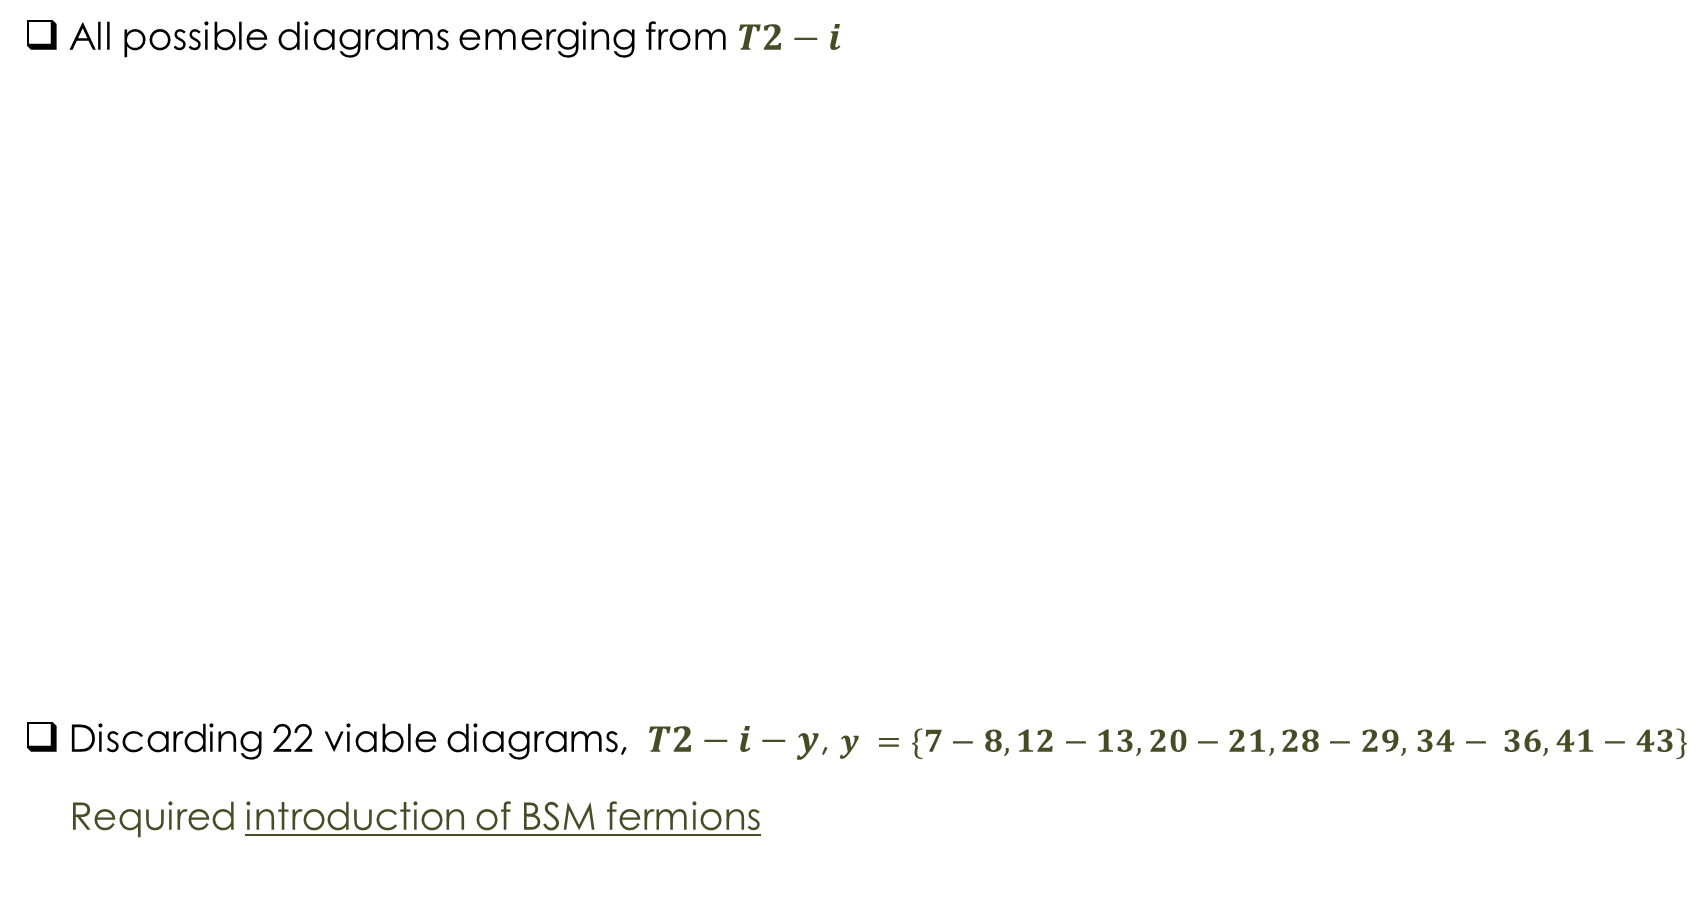 ❑ All possible diagrams emerging from T2 − i
❑ Discarding 22 viable diagrams, T2 − i − y, y = {7 − 8, 12 − 13, 20 − 21, 28 − 29, 34 − 36, 41 − 43}
Required introduction of BSM fermions